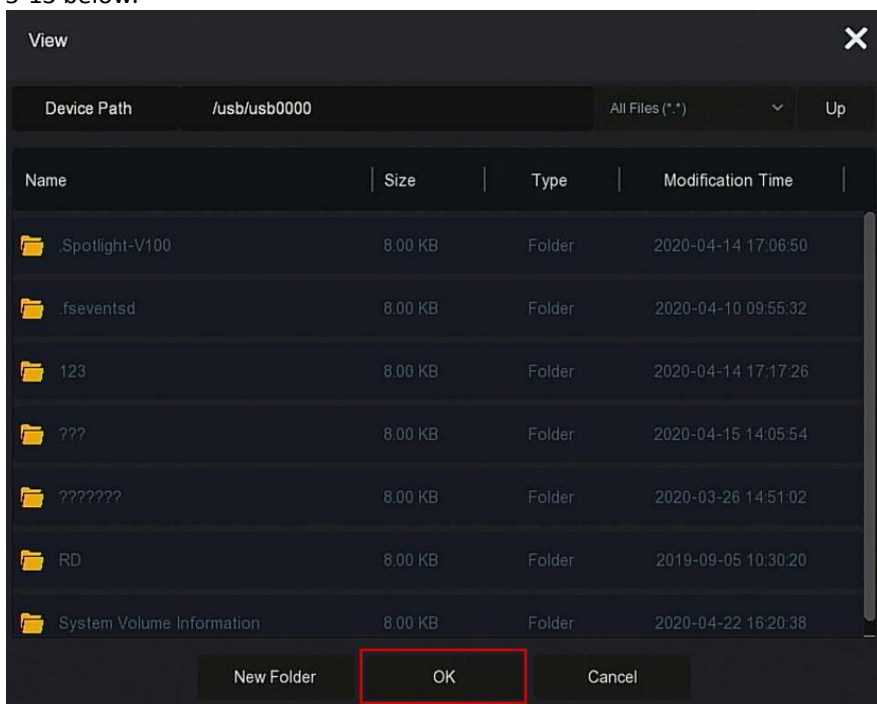 5-15 below.
View
Device Path /usb/usb0000 All Files (*.*) Up
Name Size Type Modification Time
.Spotlight-V100 8.00 KB Folder 2020-04-14 17:06:50
.fseventsd 8.00 KB Folder 2020-04-10 09:55:32
123 8.00 KB Folder 2020-04-14 17:17:26
??? 8.00 KB Folder 2020-04-15 14:05:54
??????? 8.00 KB Folder 2020-03-26 14:51:02
RD 8.00 KB Folder 2019-09-05 10:30:20
System Volume Information 8.00 KB Folder 2020-04-22 16:20:38
New Folder OK Cancel